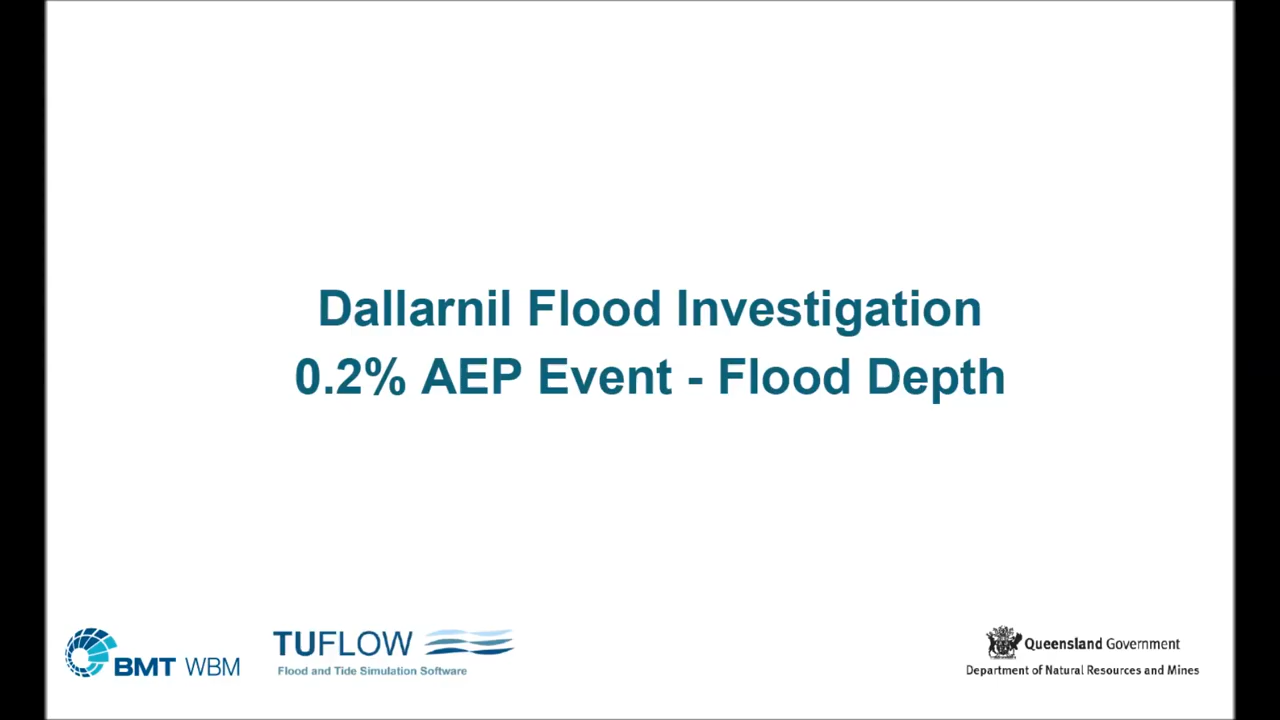 Dallarnil Flood Investigation
0.2% AEP Event - Flood Depth
BMT WBM
TUFLOW
Flood and Tide Simulation Software
Queensland Government
Department of Natural Resources and Mines